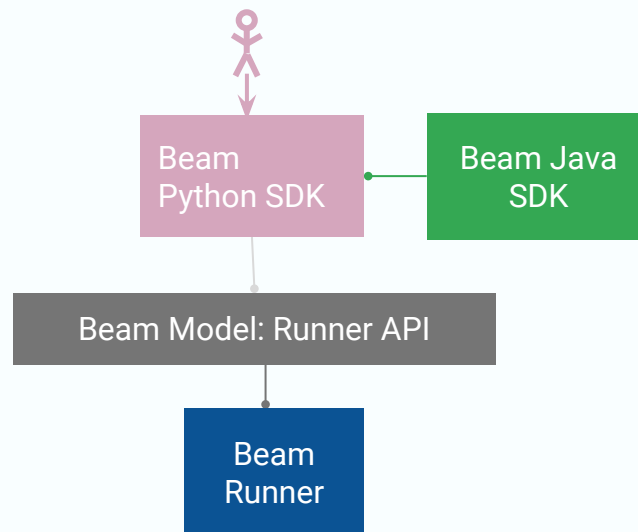 Beam
Python SDK
Beam Java
SDK
Beam Model: Runner API
Beam
Runner